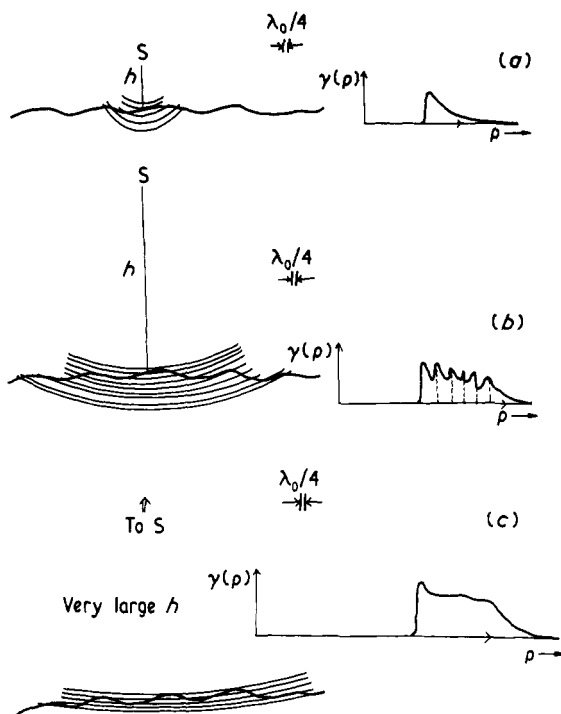 S
h
λ₀/4
(a)
γ(p)
p
S
h
λ₀/4
(b)
γ(p)
p
To S
λ₀/4
(c)
Very large h
γ(p)
p